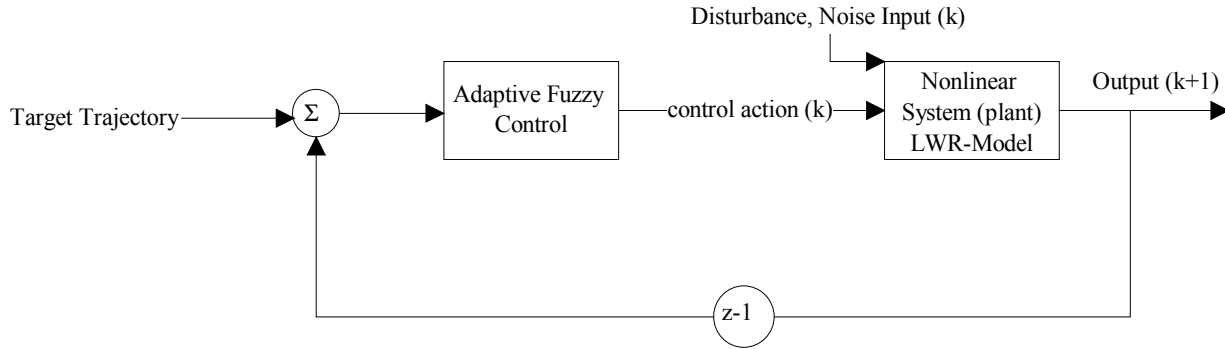 Disturbance, Noise Input (k)
Target Trajectory
Σ
Adaptive Fuzzy
Control
control action (k)
Nonlinear
System (plant)
LWR-Model
Output (k+1)
z-1